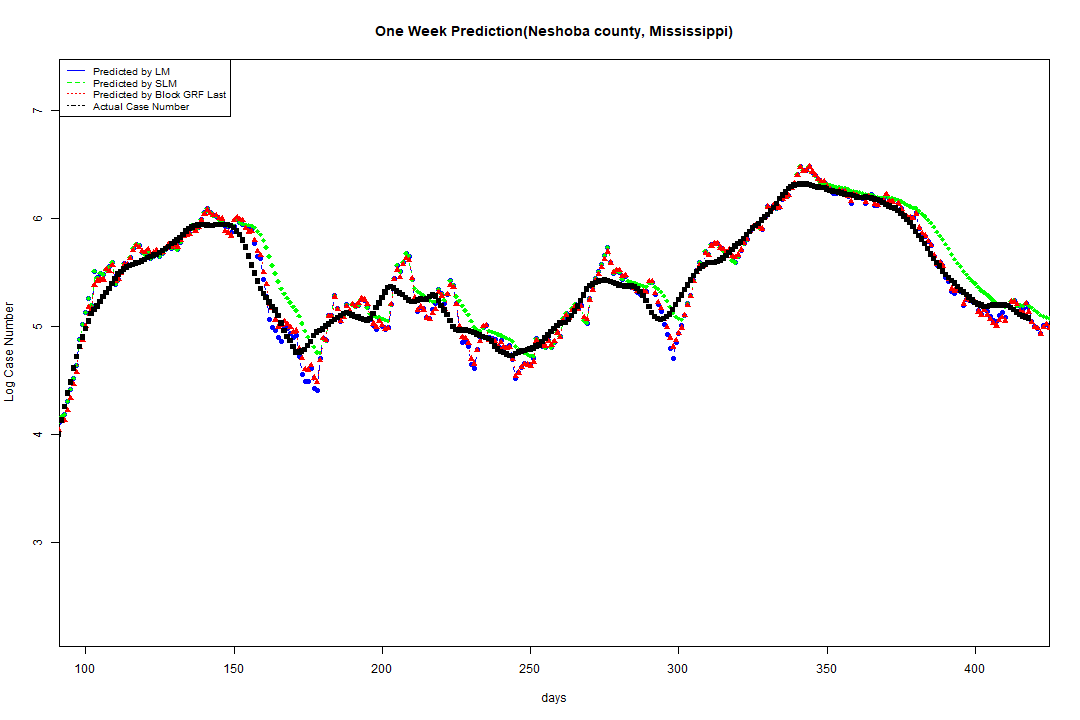 One Week Prediction(Neshoba county, Mississippi)
Predicted by LM
Predicted by SLM
Predicted by Block GRF Last
Actual Case Number
7
6
5
4
3
Log Case Number
100 150 200 250 300 350 400
days